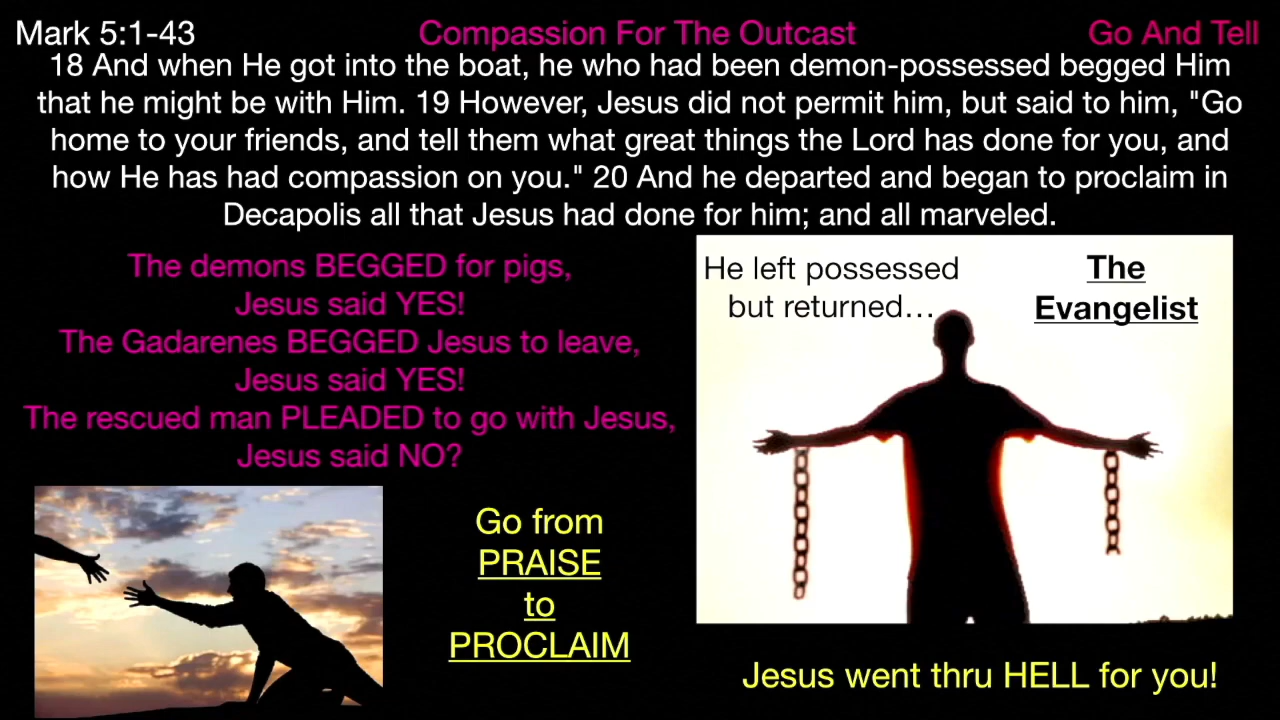 Mark 5:1-43 Compassion For The Outcast Go And Tell
18 And when He got into the boat, he who had been demon-possessed begged Him
that he might be with Him. 19 However, Jesus did not permit him, but said to him, "Go
home to your friends, and tell them what great things the Lord has done for you, and
how He has had compassion on you." 20 And he departed and began to proclaim in
Decapolis all that Jesus had done for him; and all marveled.
The demons BEGGED for pigs,
Jesus said YES!
The Gadarenes BEGGED Jesus to leave,
Jesus said YES!
The rescued man PLEADED to go with Jesus,
Jesus said NO?
He left possessed
but returned…
The
Evangelist
Go from
PRAISE
to
PROCLAIM
Jesus went thru HELL for you!